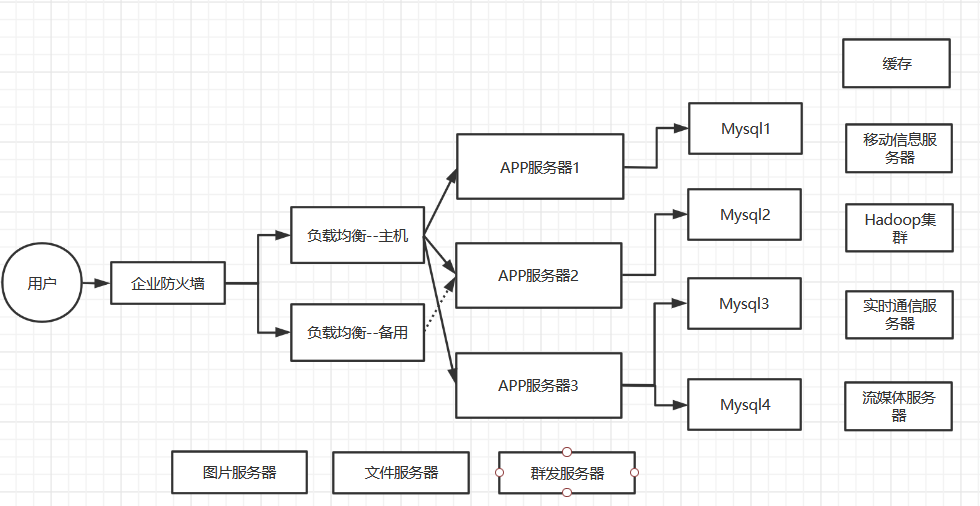 缓存
Mysql1
移动信息服
务器
APP服务器1
Mysql2
Hadoop集
群
负载均衡--主机
用户
企业防火墙
APP服务器2
Mysql3
实时通信服
务器
负载均衡--备用
APP服务器3
Mysql4
流媒体服务
器
图片服务器
文件服务器
群发服务器